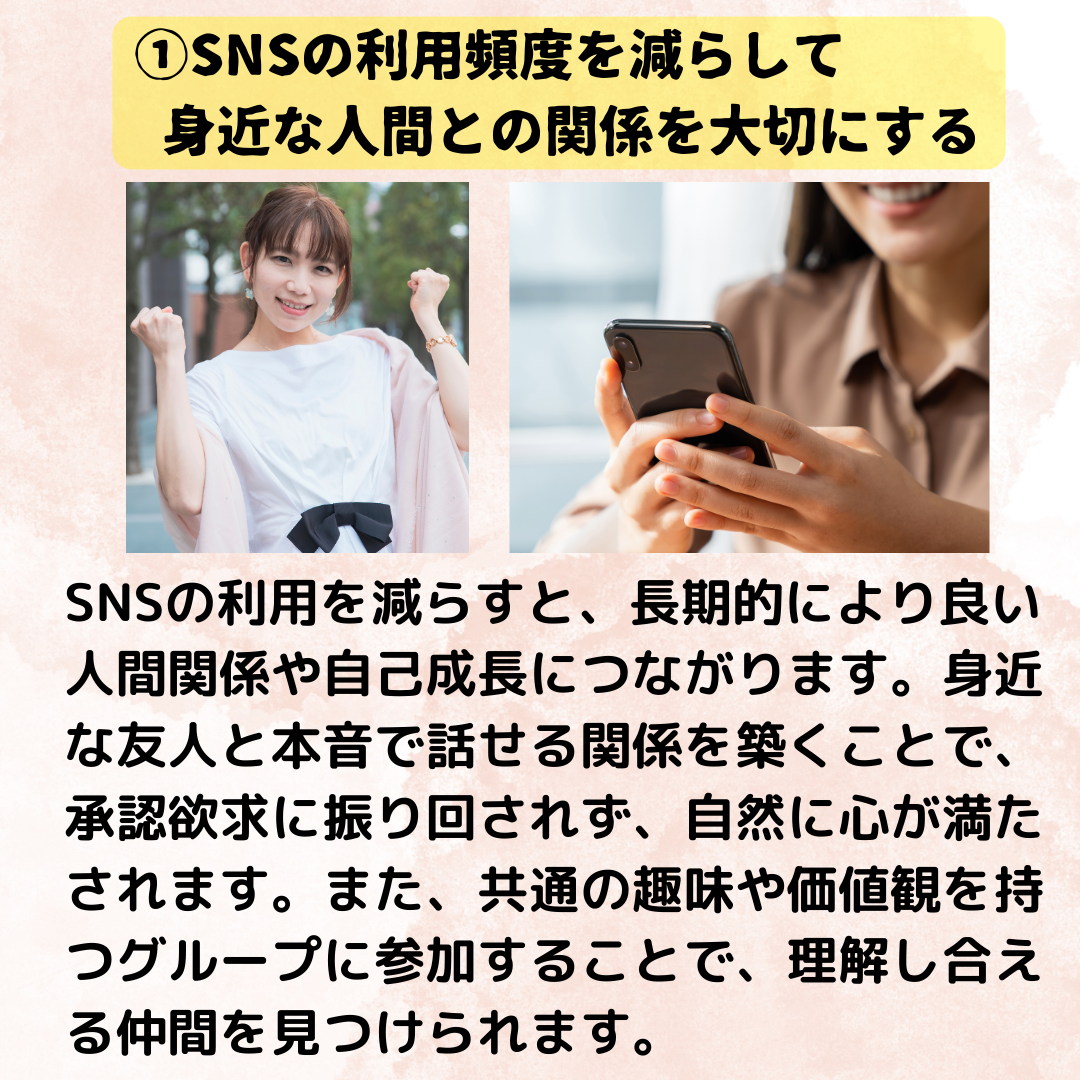 ①SNSの利用頻度を減らして
身近な人間との関係を大切にする
SNSの利用を減らすと、長期的により良い
人間関係や自己成長につながります。身近
な友人と本音で話せる関係を築くことで、
承認欲求に振り回されず、自然に心が満た
されます。また、共通の趣味や価値観を持
つグループに参加することで、理解し合え
る仲間を見つけられます。